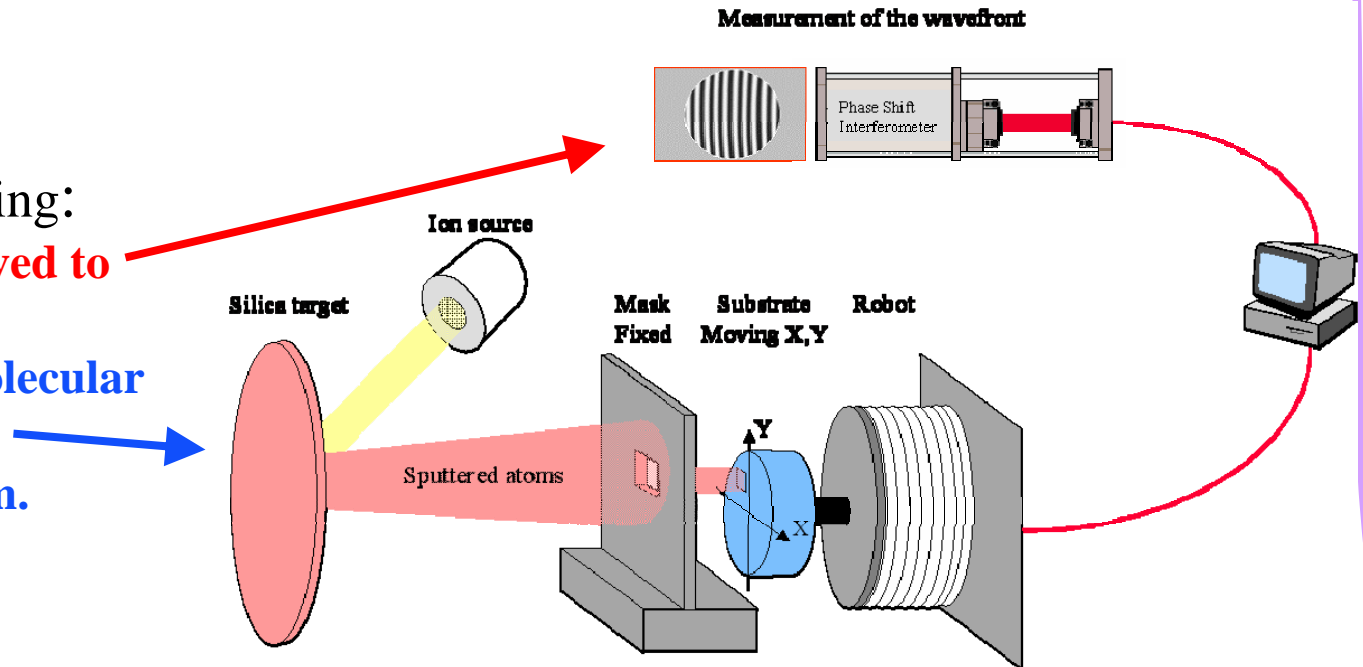 Measurement of the wavefront
Phase Shift
Interferometer
ing:
ved to
Ion source
Silica target
Mask
Fixed
Substrate
Moving X,Y
Robot
olecular
Y
Sputtered atoms
n.
X